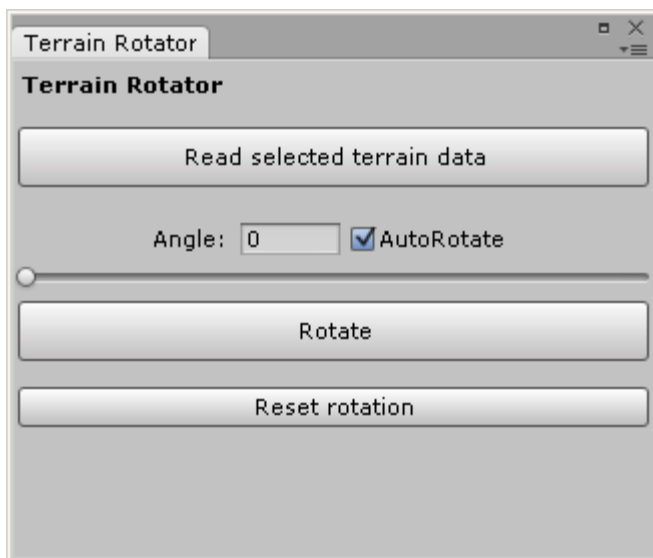 Terrain Rotator
Terrain Rotator
Read selected terrain data
Angle: 0 AutoRotate
Rotate
Reset rotation